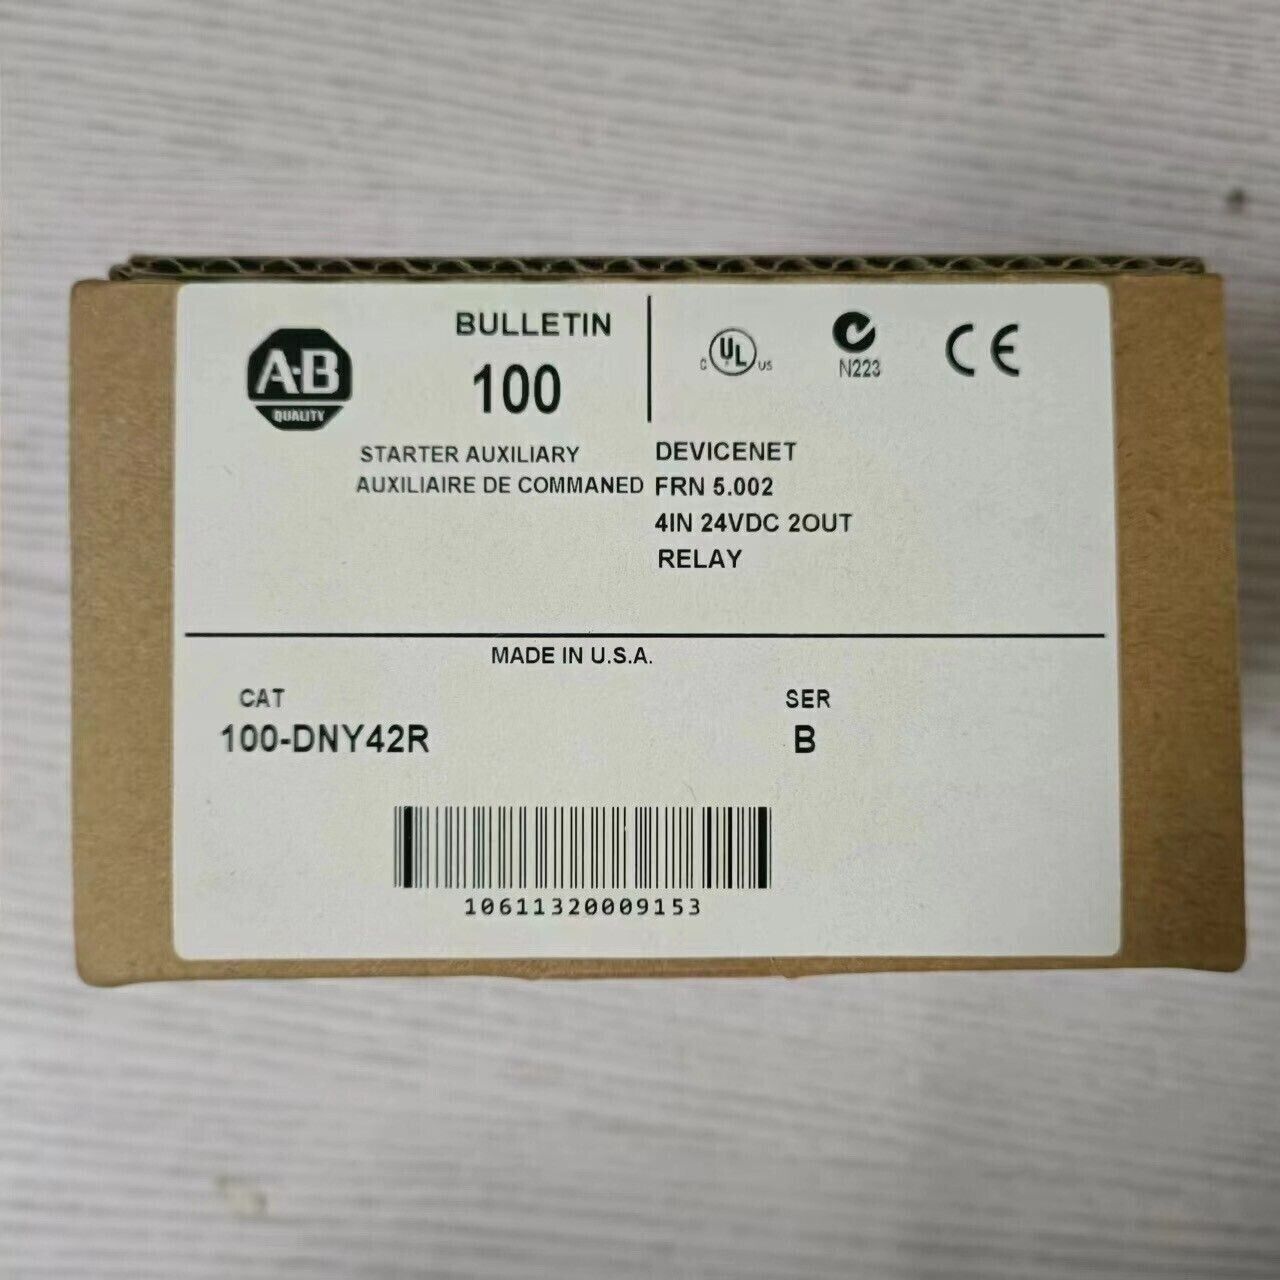 A-B
QUALITY
BULLETIN
100
C UL US
N223
CE
STARTER AUXILIARY
AUXILIAIRE DE COMMANED
DEVICENET
FRN 5.002
4IN 24VDC 2OUT
RELAY
MADE IN U.S.A.
CAT
100-DNY42R
SER
B
10611320009153